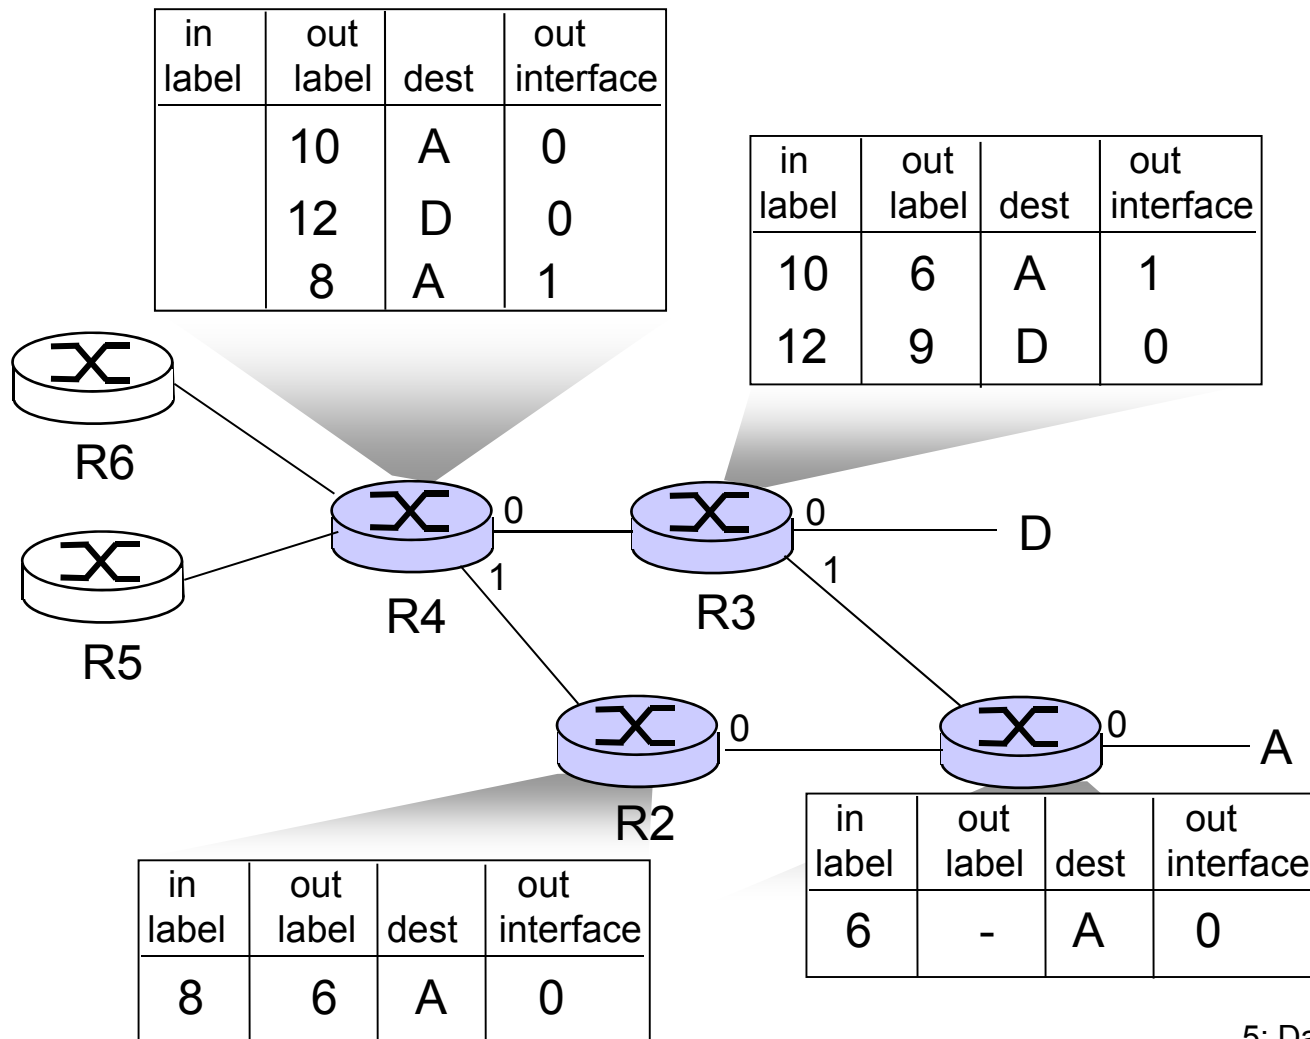 in out out
label label dest interface
10 A 0
12 D 0
8 A 1
in out out
label label dest interface
10 6 A 1
12 9 D 0
R6
0
0
D
1
1
R4
R3
R5
0
0
A
R2
in out out
label label dest interface
6 - A 0
in out out
label label dest interface
8 6 A 0
5: Da